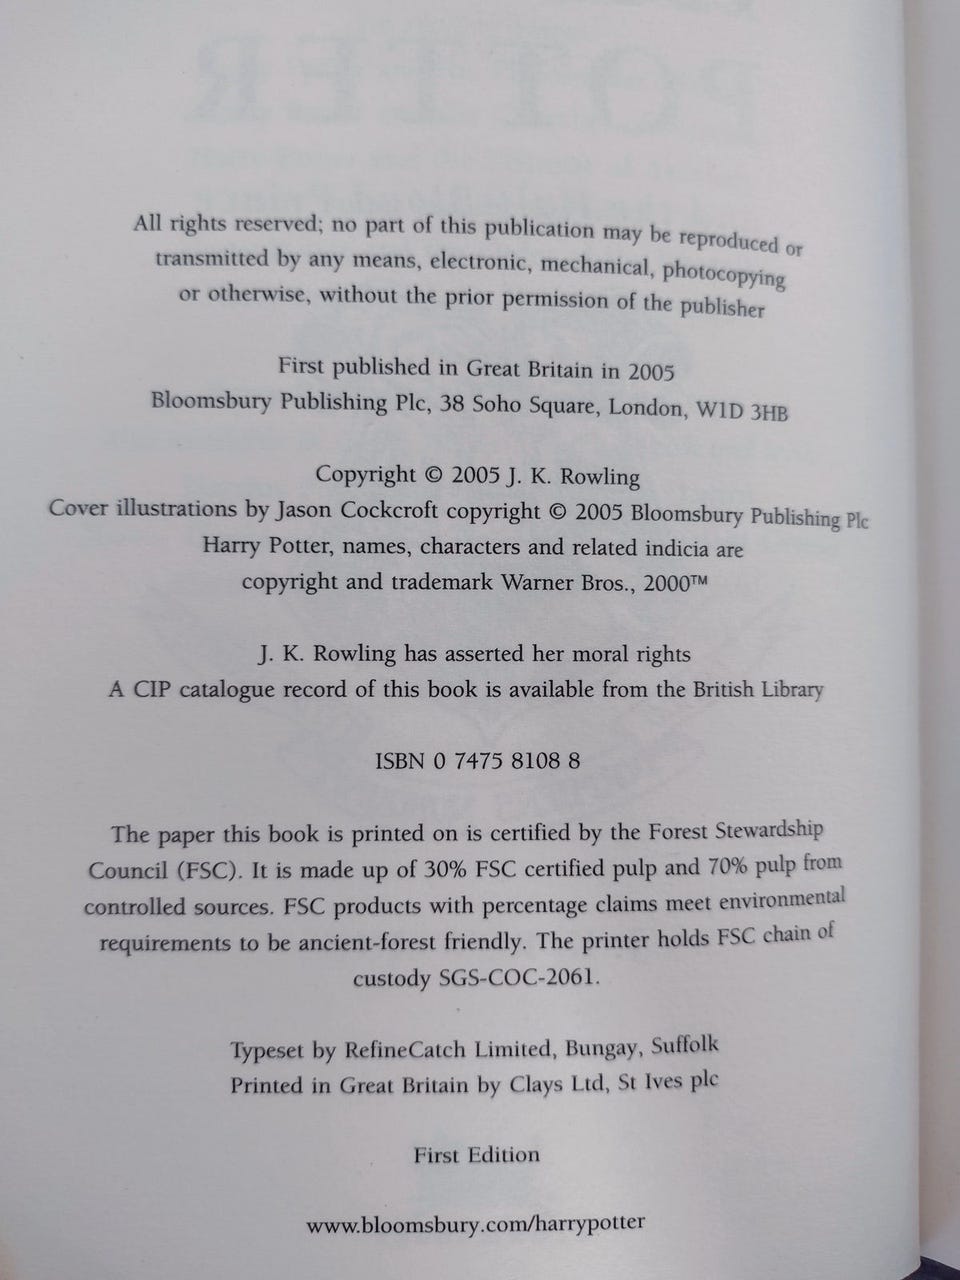 POTTER
All rights reserved; no part of this publication may be reproduced or
transmitted by any means, electronic, mechanical, photocopying
or otherwise, without the prior permission of the publisher
First published in Great Britain in 2005
Bloomsbury Publishing Plc, 38 Soho Square, London, W1D 3HB
Copyright © 2005 J. K. Rowling
Cover illustrations by Jason Cockcroft copyright © 2005 Bloomsbury Publishing Plc
Harry Potter, names, characters and related indicia are
copyright and trademark Warner Bros., 2000™
J. K. Rowling has asserted her moral rights
A CIP catalogue record of this book is available from the British Library
ISBN 0 7475 8108 8
The paper this book is printed on is certified by the Forest Stewardship
Council (FSC). It is made up of 30% FSC certified pulp and 70% pulp from
controlled sources. FSC products with percentage claims meet environmental
requirements to be ancient-forest friendly. The printer holds FSC chain of
custody SGS-COC-2061.
Typeset by RefineCatch Limited, Bungay, Suffolk
Printed in Great Britain by Clays Ltd, St Ives plc
First Edition
www.bloomsbury.com/harrypotter